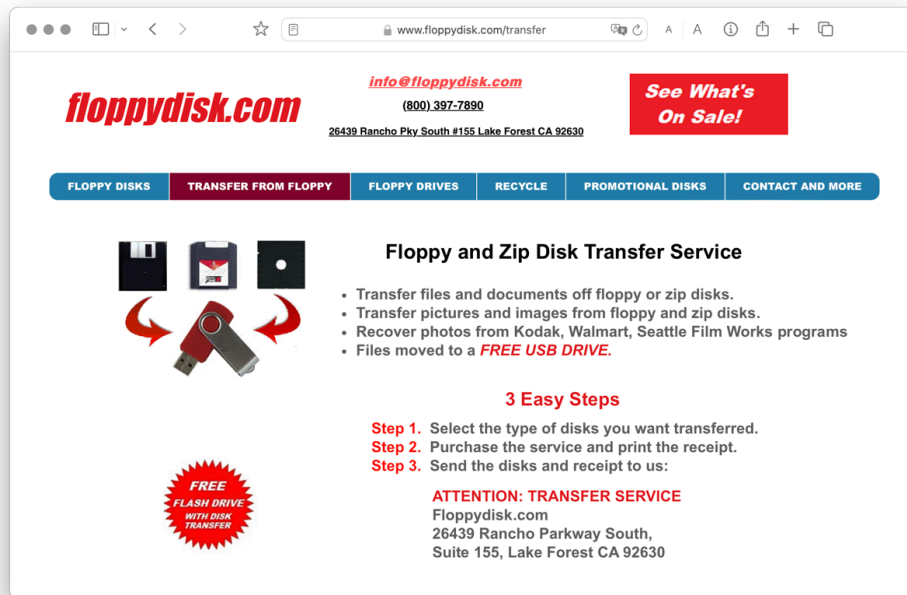 www.floppydisk.com/transfer
A A
floppydisk.com
info@floppydisk.com
(800) 397-7890
26439 Rancho Pky South #155 Lake Forest CA 92630
See What's
On Sale!
FLOPPY DISKS
TRANSFER FROM FLOPPY
FLOPPY DRIVES
RECYCLE
PROMOTIONAL DISKS
CONTACT AND MORE
Floppy and Zip Disk Transfer Service
• Transfer files and documents off floppy or zip disks.
• Transfer pictures and images from floppy and zip disks.
• Recover photos from Kodak, Walmart, Seattle Film Works programs
• Files moved to a FREE USB DRIVE.
3 Easy Steps
Step 1. Select the type of disks you want transferred.
Step 2. Purchase the service and print the receipt.
Step 3. Send the disks and receipt to us:
FREE
FLASH DRIVE
WITH DISK
TRANSFER
ATTENTION: TRANSFER SERVICE
Floppydisk.com
26439 Rancho Parkway South,
Suite 155, Lake Forest CA 92630